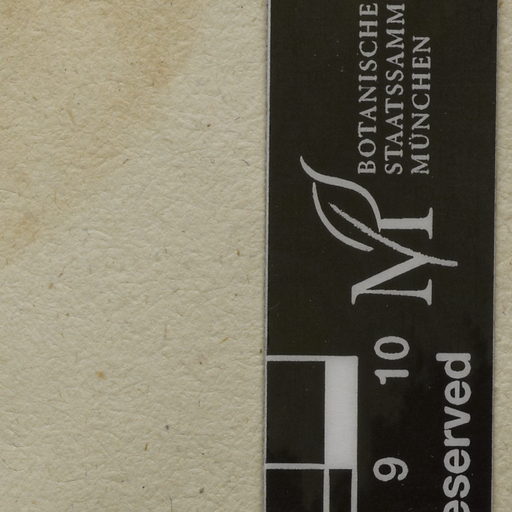 BOTANISCHE
STAATSSAMM
MÜNCHEN
M
9 10
eserved